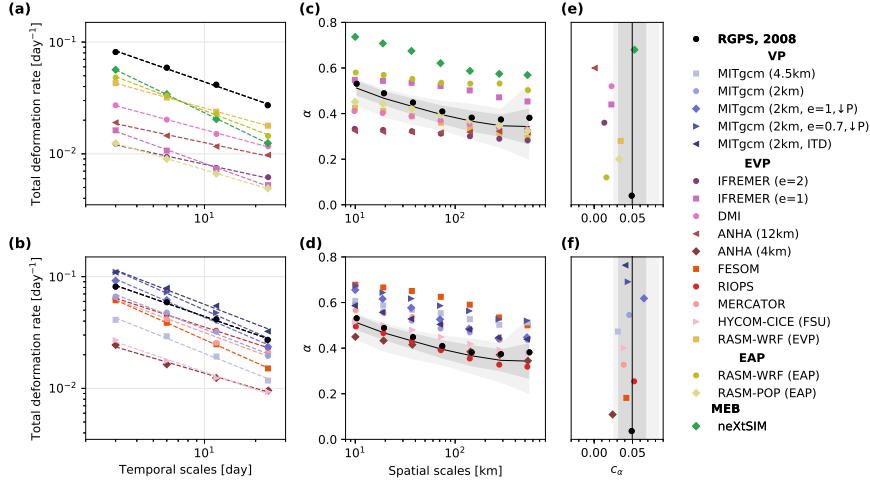 (a)
(c)
(e)
Total deformation rate [day⁻¹]
10⁻¹
10⁻²
10¹
α
0.8
0.6
0.4
0.2
0.0
10¹
10²
0.00
0.05
(b)
(d)
(f)
Total deformation rate [day⁻¹]
10⁻¹
10⁻²
10¹
Temporal scales [day]
α
0.8
0.6
0.4
0.2
0.0
10¹
10²
Spatial scales [km]
0.00
0.05
cα
RGPS, 2008
VP
MITgcm (4.5km)
MITgcm (2km)
MITgcm (2km, e=1,↓P)
MITgcm (2km, e=0.7,↓P)
MITgcm (2km, ITD)
EVP
IFREMER (e=2)
IFREMER (e=1)
DMI
ANHA (12km)
ANHA (4km)
FESOM
RIOPS
MERCATOR
HYCOM-CICE (FSU)
RASM-WRF (EVP)
EAP
RASM-WRF (EAP)
RASM-POP (EAP)
MEB
neXtSIM